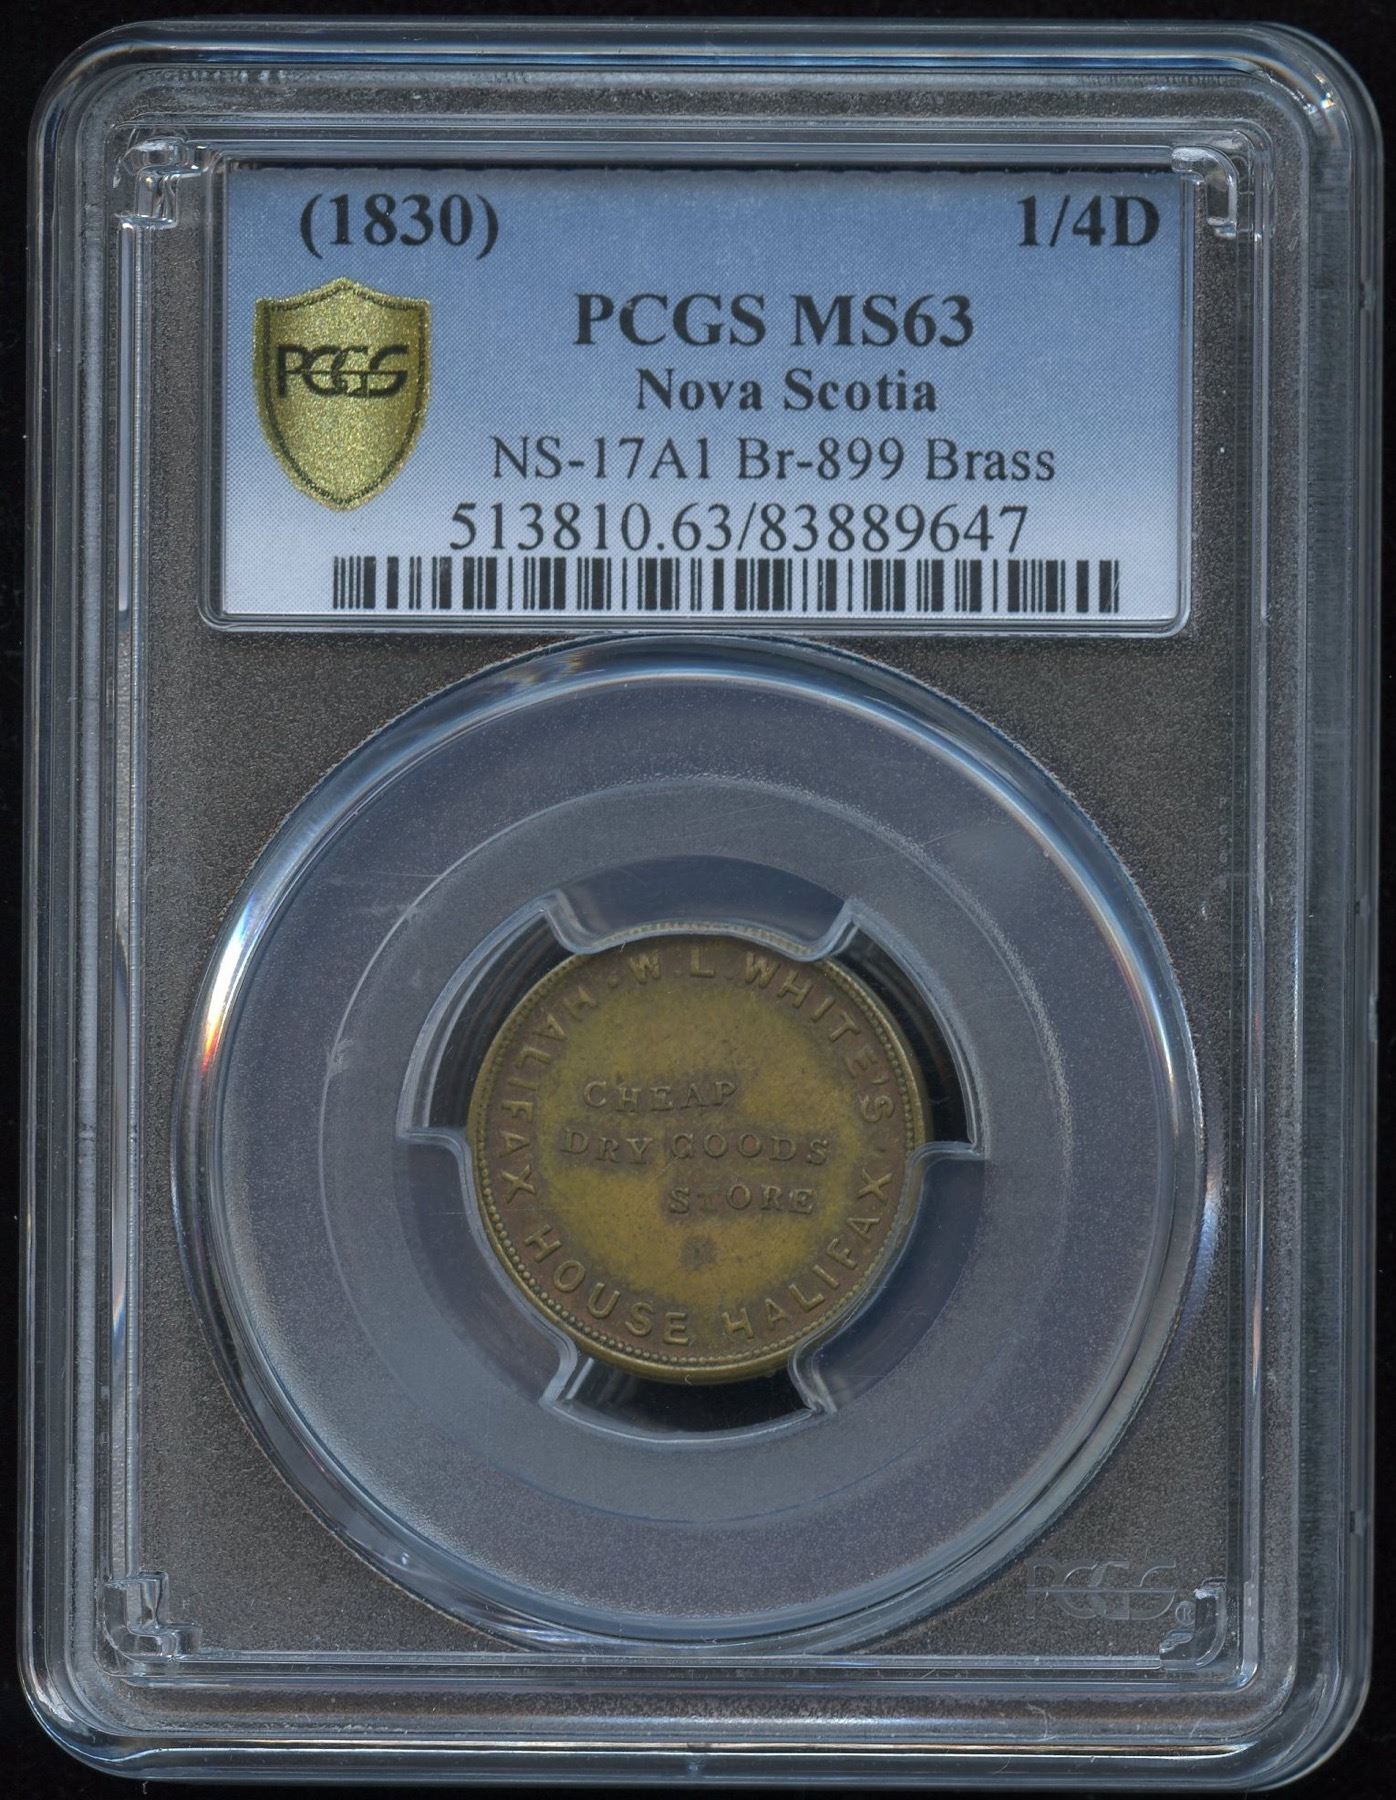 (1830) 1/4D
PCGS
PCGS MS63
Nova Scotia
NS-17A1 Br-899 Brass
513810.63/83889647
W.L.WHITE'S.
HALIFAX HOUSE HALIFAX
CHEAP
DRY GOODS
STORE
PCGS